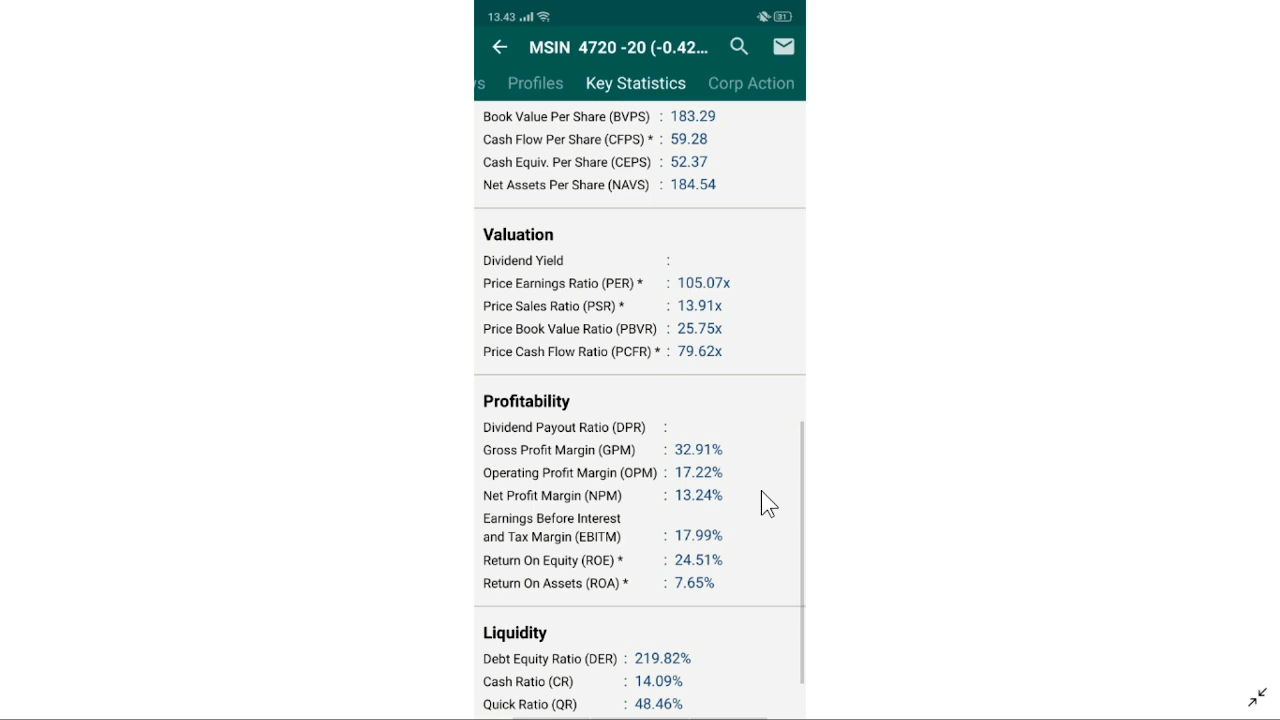 13.43 31
MSIN 4720 -20 (-0.42...
s Profiles Key Statistics Corp Action
Book Value Per Share (BVPS) : 183.29
Cash Flow Per Share (CFPS) * : 59.28
Cash Equiv. Per Share (CEPS) : 52.37
Net Assets Per Share (NAVS) : 184.54
Valuation
Dividend Yield :
Price Earnings Ratio (PER) * : 105.07x
Price Sales Ratio (PSR) * : 13.91x
Price Book Value Ratio (PBVR) : 25.75x
Price Cash Flow Ratio (PCFR) * : 79.62x
Profitability
Dividend Payout Ratio (DPR) :
Gross Profit Margin (GPM) : 32.91%
Operating Profit Margin (OPM) : 17.22%
Net Profit Margin (NPM) : 13.24%
Earnings Before Interest
and Tax Margin (EBITM) : 17.99%
Return On Equity (ROE) * : 24.51%
Return On Assets (ROA) * : 7.65%
Liquidity
Debt Equity Ratio (DER) : 219.82%
Cash Ratio (CR) : 14.09%
Quick Ratio (QR) : 48.46%